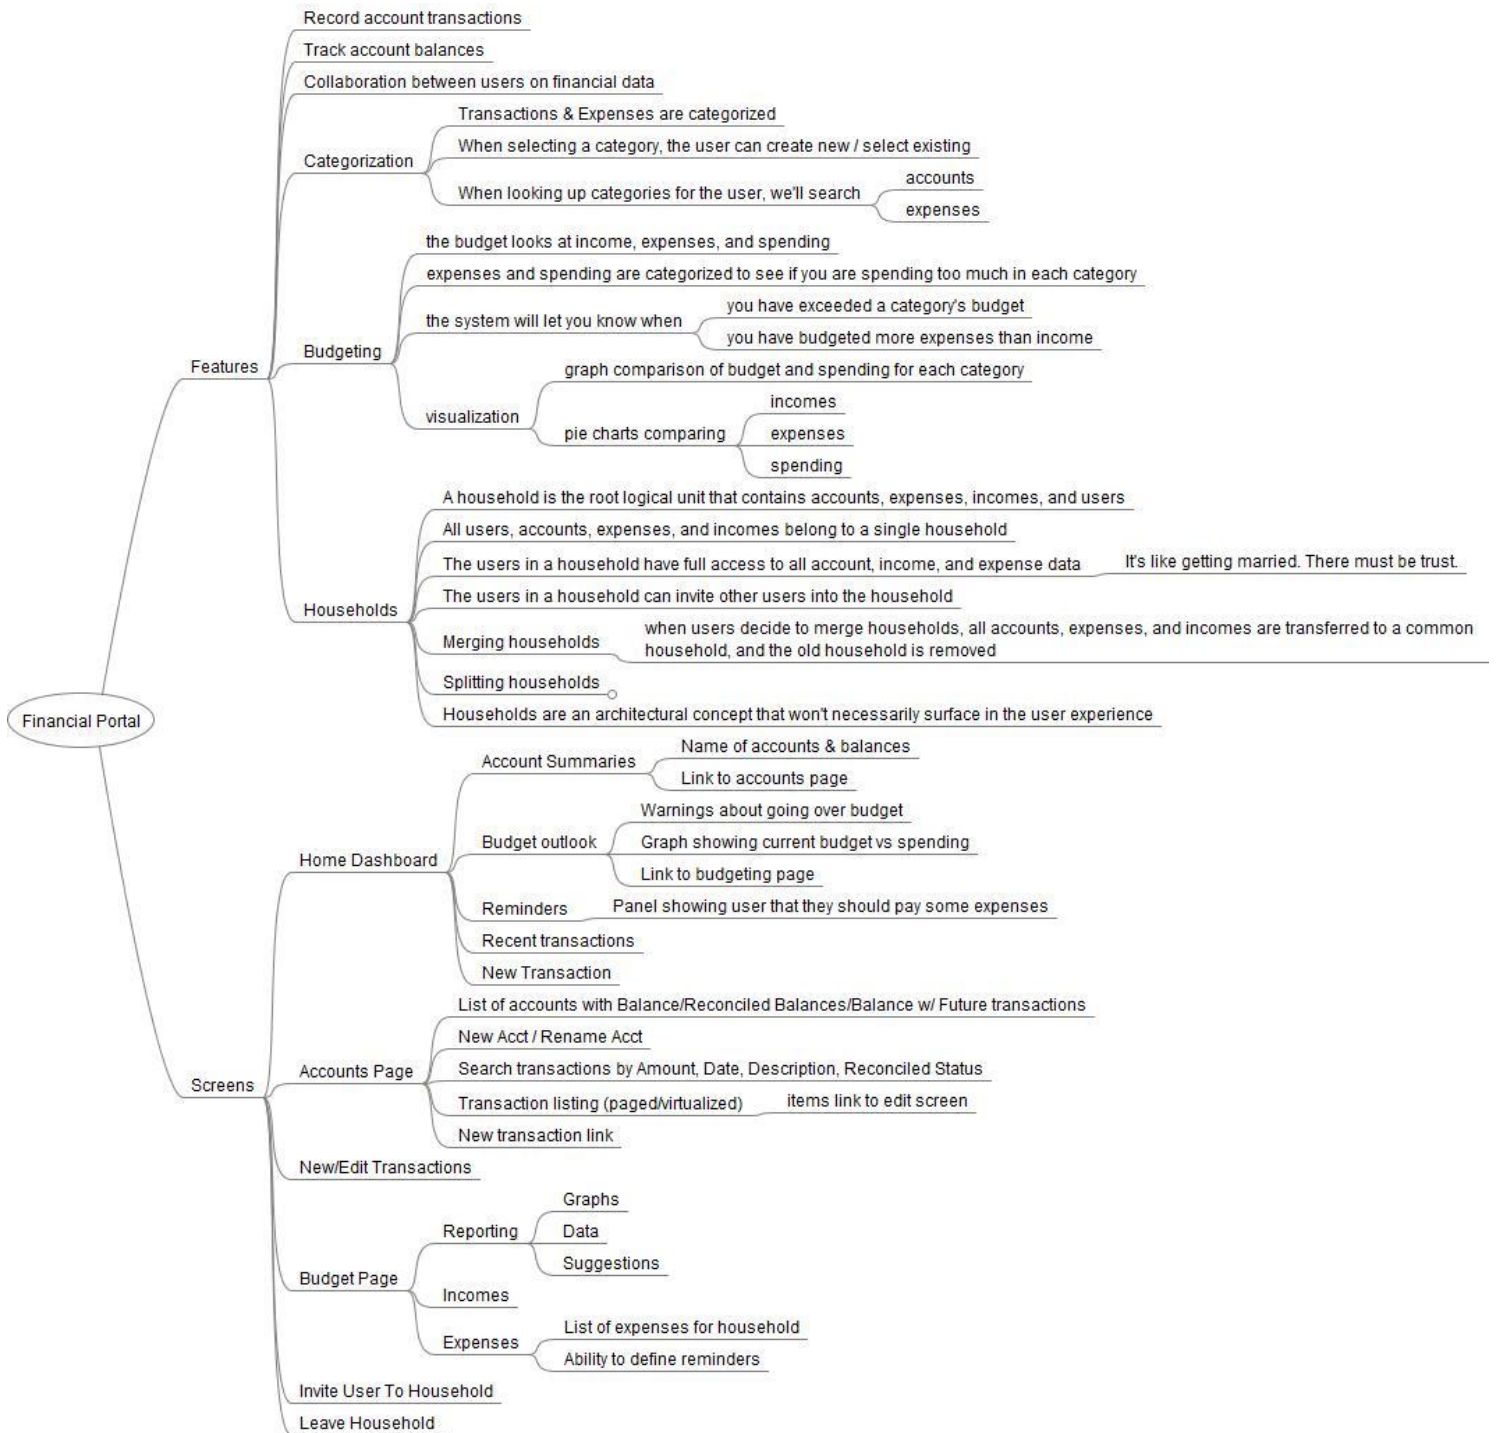 Record account transactions
Track account balances
Collaboration between users on financial data
Transactions & Expenses are categorized
When selecting a category, the user can create new / select existing
Categorization
accounts
When looking up categories for the user, we'll search
expenses
the budget looks at income, expenses, and spending
expenses and spending are categorized to see if you are spending too much in each category
you have exceeded a category's budget
the system will let you know when
you have budgeted more expenses than income
Budgeting
Features
graph comparison of budget and spending for each category
incomes
visualization
pie charts comparing
expenses
spending
A household is the root logical unit that contains accounts, expenses, incomes, and users
All users, accounts, expenses, and incomes belong to a single household
The users in a household have full access to all account, income, and expense data
It's like getting married. There must be trust.
The users in a household can invite other users into the household
Households
Merging households
when users decide to merge households, all accounts, expenses, and incomes are transferred to a common
household, and the old household is removed
Splitting households
Households are an architectural concept that won't necessarily surface in the user experience
Financial Portal
Name of accounts & balances
Account Summaries
Link to accounts page
Warnings about going over budget
Budget outlook
Graph showing current budget vs spending
Home Dashboard
Link to budgeting page
Reminders
Panel showing user that they should pay some expenses
Recent transactions
New Transaction
List of accounts with Balance/Reconciled Balances/Balance w/ Future transactions
New Acct / Rename Acct
Search transactions by Amount, Date, Description, Reconciled Status
Accounts Page
Screens
Transaction listing (paged/virtualized)
items link to edit screen
New transaction link
New/Edit Transactions
Graphs
Reporting
Data
Suggestions
Budget Page
Incomes
List of expenses for household
Expenses
Ability to define reminders
Invite User To Household
Leave Household